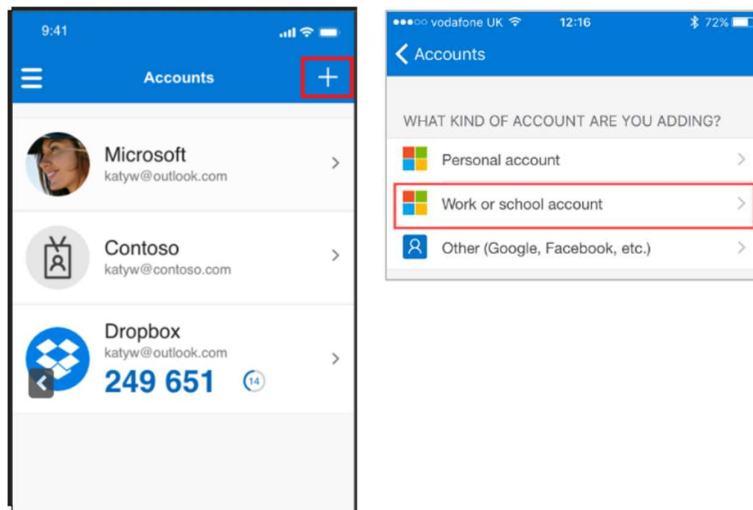 9:41
Accounts
Microsoft
katyw@outlook.com
Contoso
katyw@contoso.com
Dropbox
katyw@outlook.com
249 651
14
vodafone UK 12:16 72%
Accounts
WHAT KIND OF ACCOUNT ARE YOU ADDING?
Personal account
Work or school account
Other (Google, Facebook, etc.)